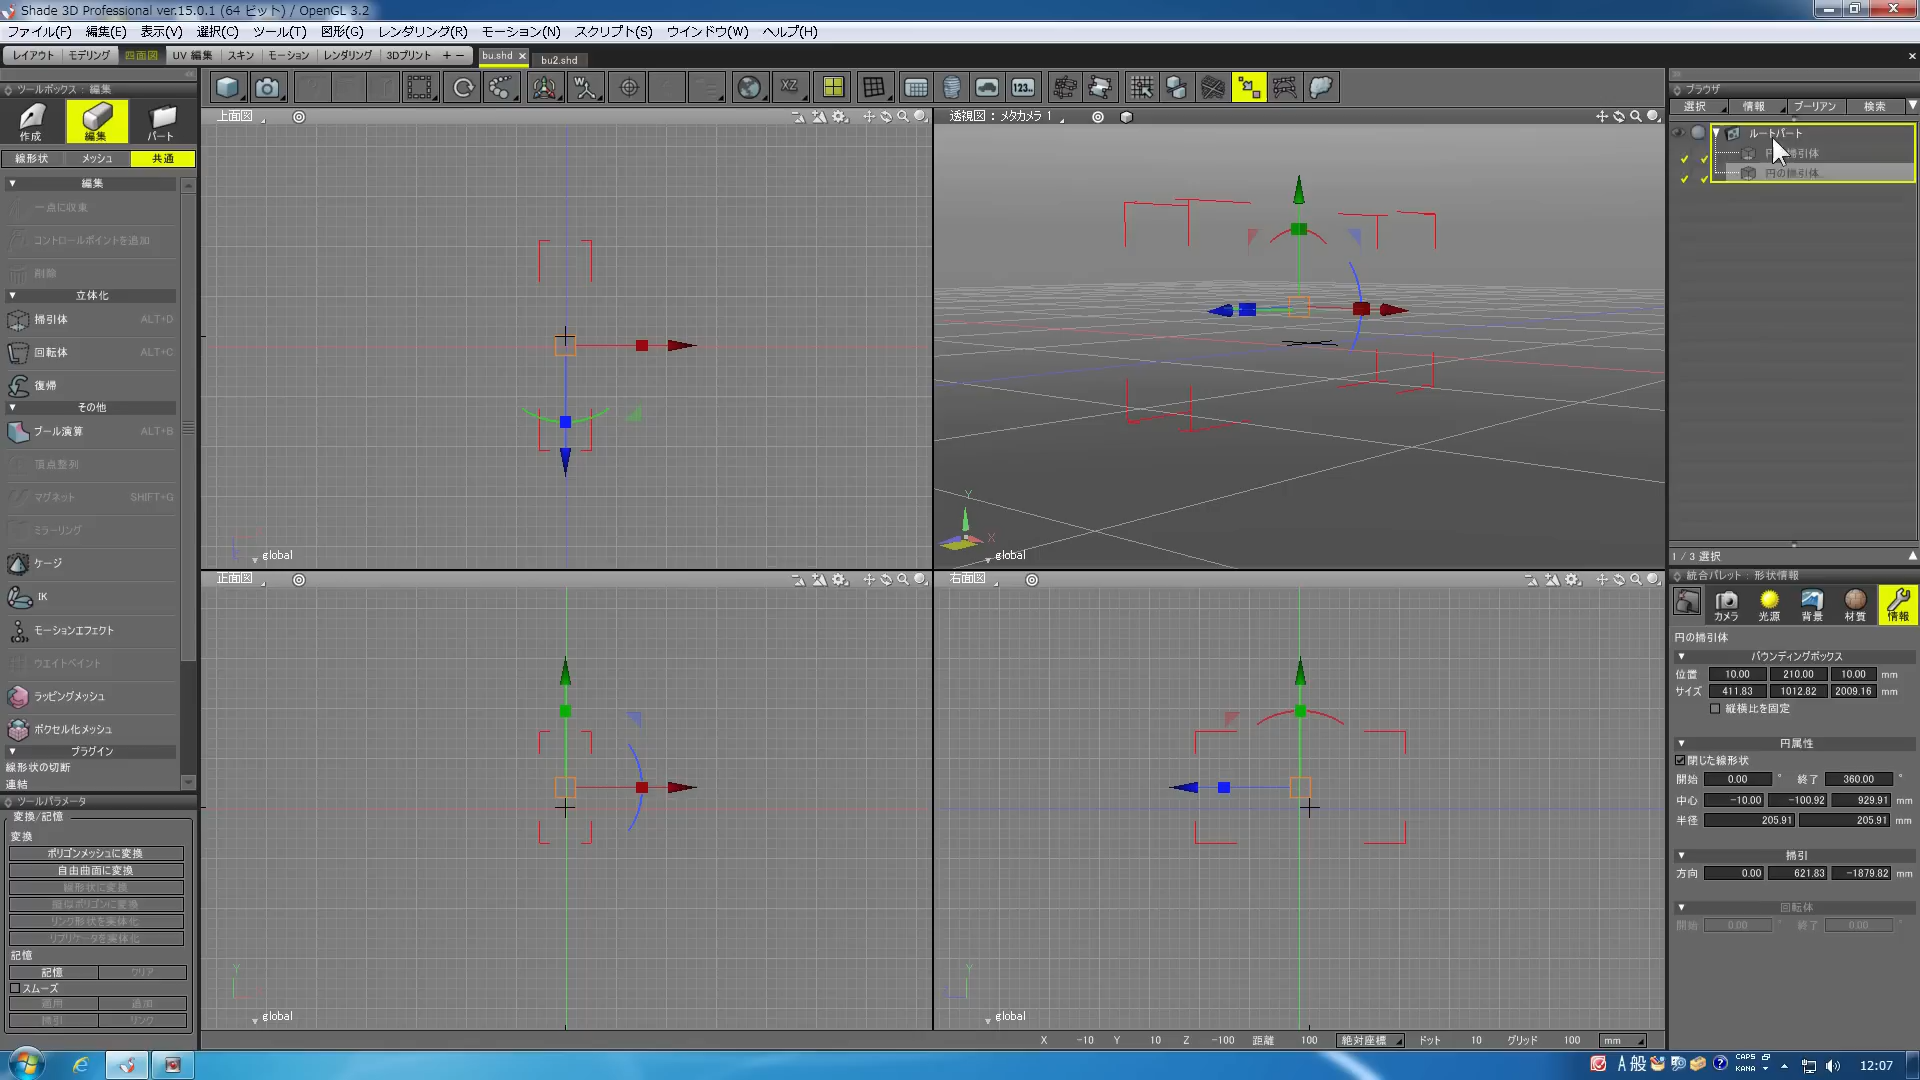 Shade 3D Professional ver.15.0.1 (64 ビット) / OpenGL 3.2
ファイル(F) 編集(E) 表示(V) 選択(C) ツール(T) 図形(G) レンダリング(R) モーション(N) スクリプト(S) ウインドウ(W) ヘルプ(H)
レイアウト モデリング 四面図 UV 編集 スキン モーション レンダリング 3Dプリント + － bu.shd × bu2.shd
ツールボックス : 編集
作成 編集 パート
線形状 メッシュ 共通
編集
一点に収束
コントロールポイントを追加
削除
立体化
掃引体 ALT+D
回転体 ALT+C
復帰
その他
ブール演算 ALT+B
頂点整列
マグネット SHIFT+G
ミラーリング
ケージ
IK
モーションエフェクト
ウエイトペイント
ラッピングメッシュ
ボクセル化メッシュ
プラグイン
線形状の切断
連結
ツールパラメータ
変換/記憶
変換
ポリゴンメッシュに変換
自由曲面に変換
線形状に変換
擬似ポリゴンに変換
リンク形状を実体化
リプリケータを実体化
記憶
記憶 クリア
スムーズ
適用 追加
掃引 リンク
XZ 123..
上面図
global
透視図 : メタカメラ 1
Y X
global
正面図
Y
global
右面図
Y
global
X -10 Y 10 Z -100 距離 100 絶対座標 ドット 10 グリッド 100 mm
ブラウザ
選択 情報 ブーリアン 検索
ルートパート
円 掃引体
円の掃引体
1 / 3 選択
統合パレット : 形状情報
カメラ 光源 背景 材質 情報
円の掃引体
バウンディングボックス
位置 10.00 210.00 10.00 mm
サイズ 411.83 1012.82 2009.16 mm
縦横比を固定
円属性
閉じた線形状
開始 0.00 ° 終了 360.00 °
中心 -10.00 -100.92 929.91 mm
半径 205.91 205.91 mm
掃引
方向 0.00 621.83 -1879.82 mm
回転体
開始 0.00 ° 終了 0.00 °
A 般 CAPS KANA 12:07